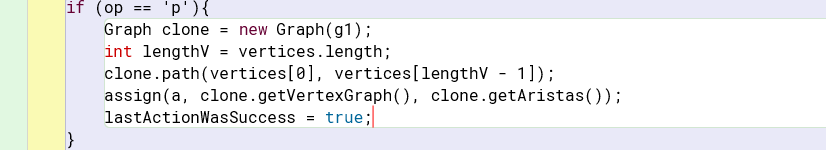 if (op == 'p'){
Graph clone = new Graph(g1);
int lengthV = vertices.length;
clone.path(vertices[0], vertices[lengthV - 1]);
assign(a, clone.getVertexGraph(), clone.getAristas());
lastActionWasSuccess = true;
}